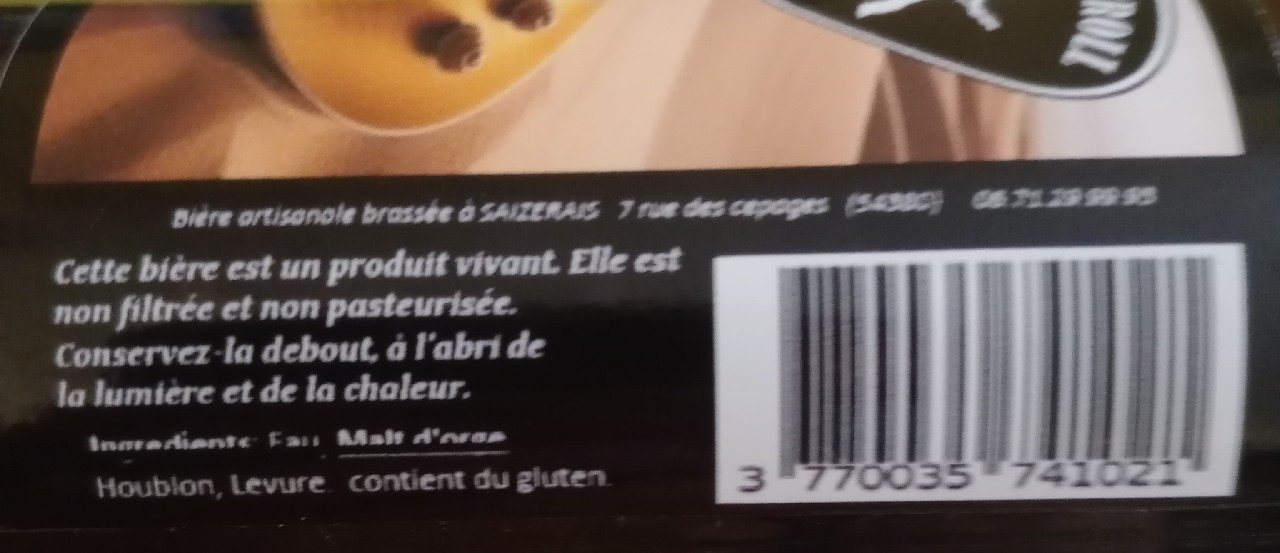 ROLL
Bière artisanale brassée à SAIZERAIS 7 rue des cepages (54380)
Cette bière est un produit vivant. Elle est
non filtrée et non pasteurisée.
Conservez-la debout, à l'abri de
la lumière et de la chaleur.
Ingredients: Eau, Malt d'orge
Houblon, Levure. contient du gluten.
3 770035 741021